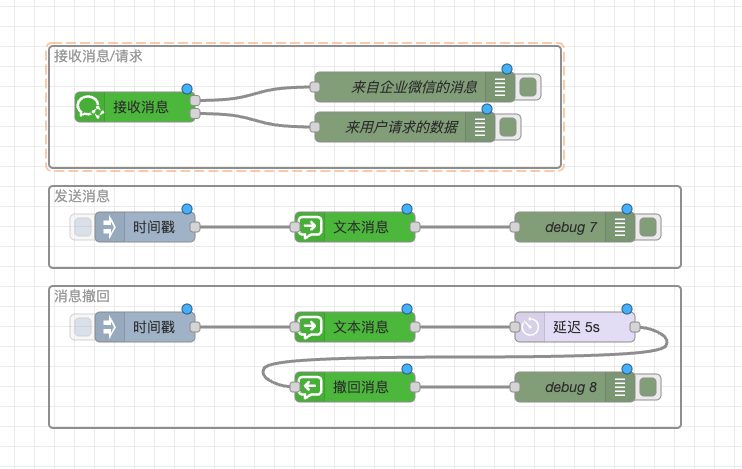 接收消息/请求
接收消息
来自企业微信的消息
来用户请求的数据
发送消息
时间戳
文本消息
debug 7
消息撤回
时间戳
文本消息
延迟 5s
撤回消息
debug 8